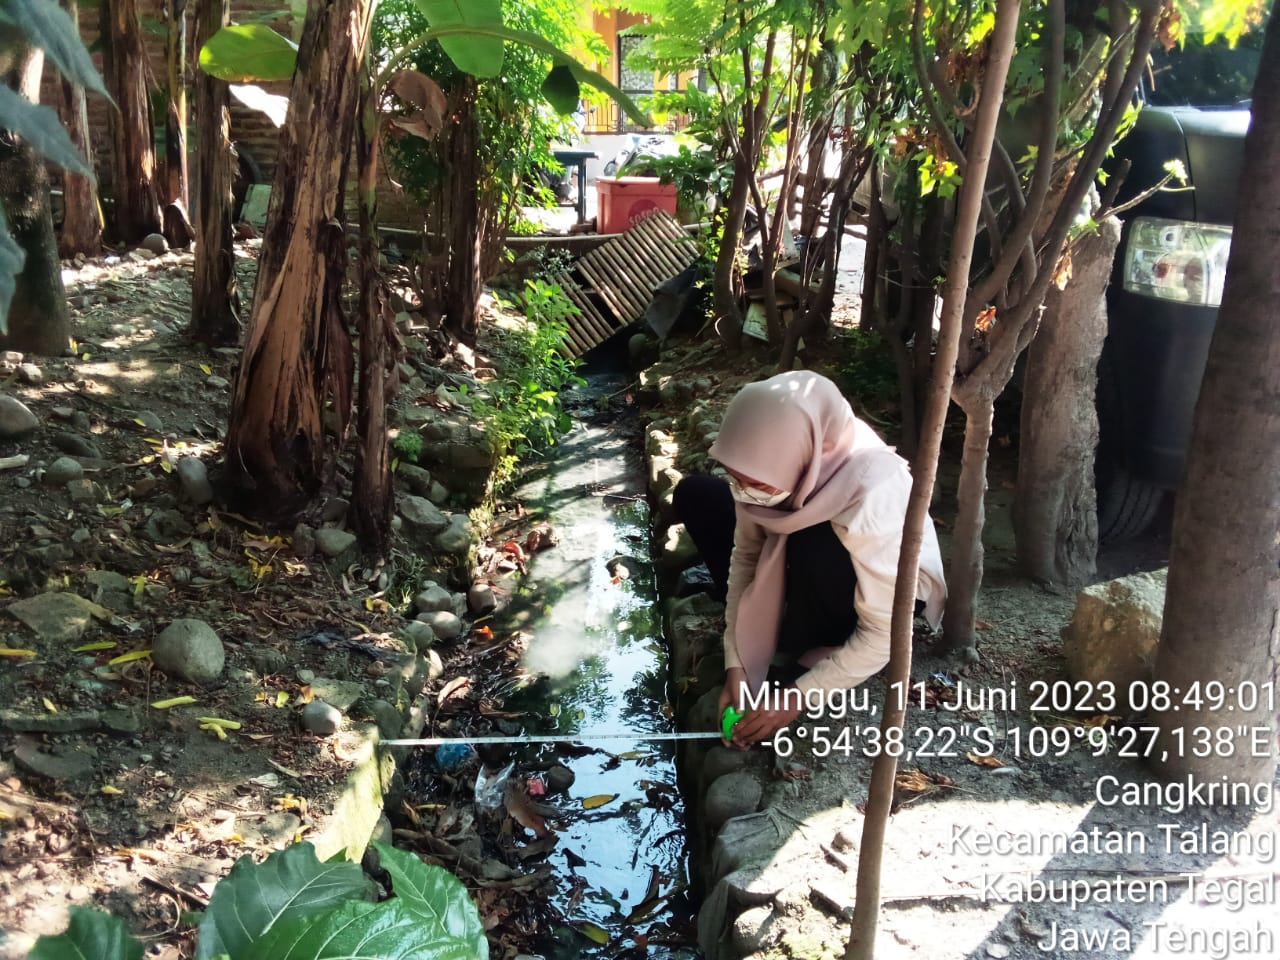 Minggu, 11 Juni 2023 08:49:01
-6°54'38,22"S 109°9'27,138"E
Cangkring
Kecamatan Talang
Kabupaten Tegal
Jawa Tengah